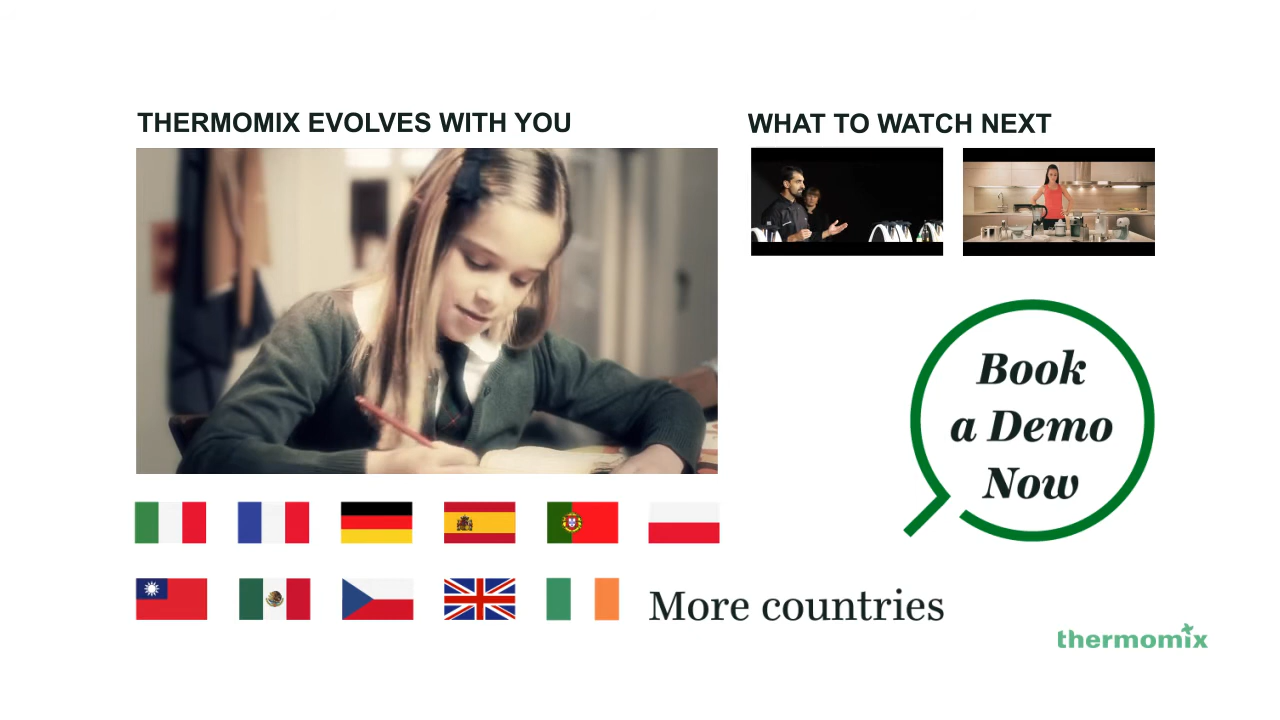 THERMOMIX EVOLVES WITH YOU
WHAT TO WATCH NEXT
Book
a Demo
Now
More countries
thermomix